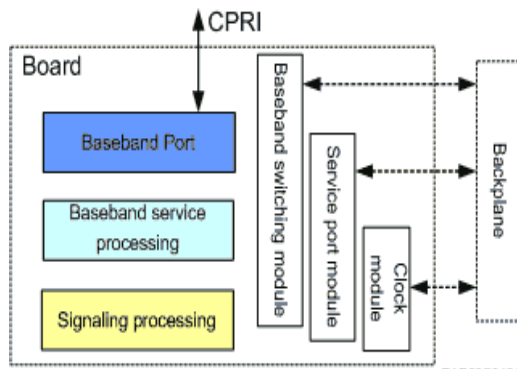 CPRI
Board
Baseband Port
Baseband service
processing
Signaling processing
Baseband switching module
Service port module
Clock
module
Backplane